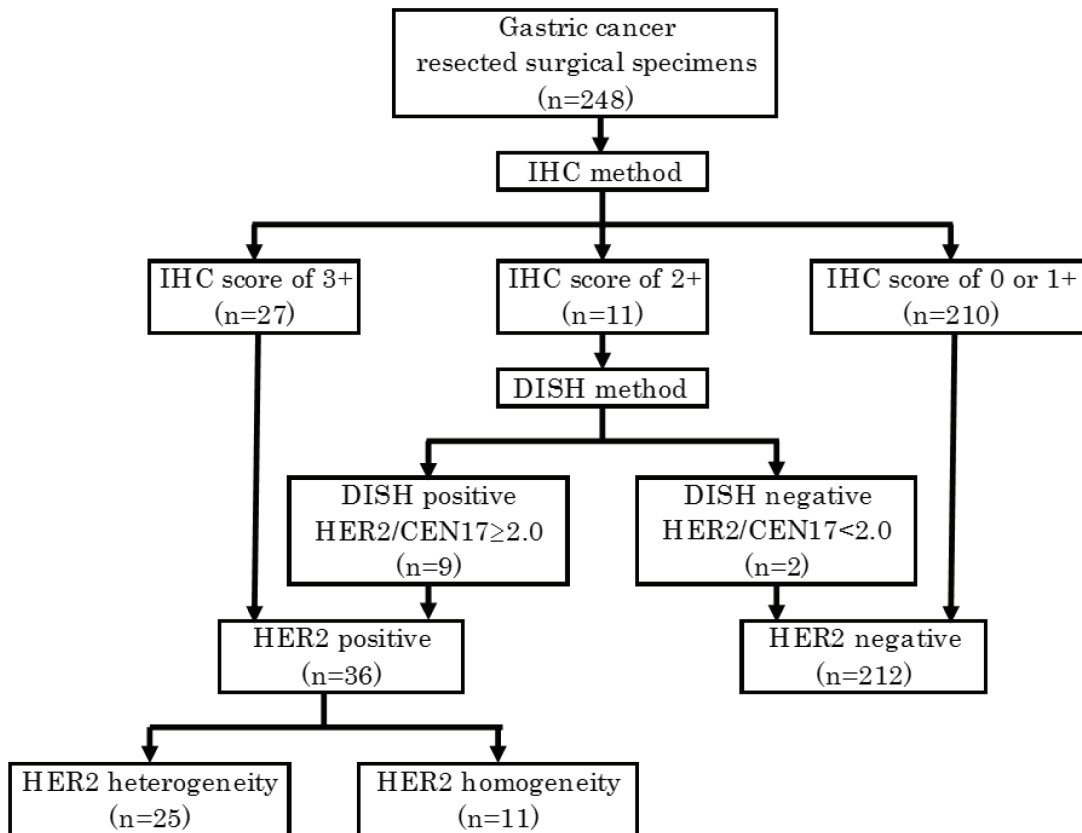 Gastric cancer
resected surgical specimens
(n=248)
IHC method
IHC score of 3+
(n=27)
IHC score of 2+
(n=11)
IHC score of 0 or 1+
(n=210)
DISH method
DISH positive
HER2/CEN17≥2.0
(n=9)
DISH negative
HER2/CEN17<2.0
(n=2)
HER2 positive
(n=36)
HER2 negative
(n=212)
HER2 heterogeneity
(n=25)
HER2 homogeneity
(n=11)